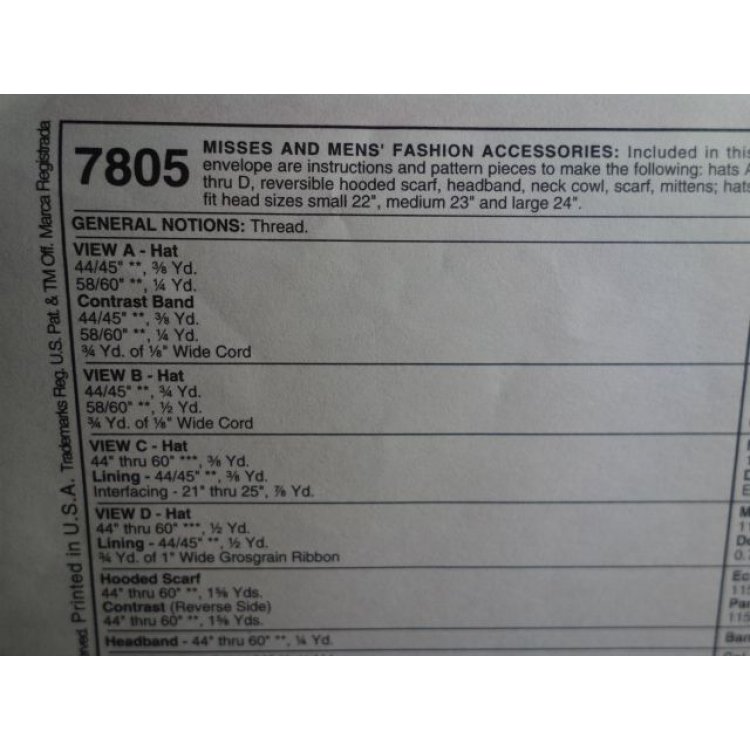 7805
MISSES AND MENS' FASHION ACCESSORIES: Included in this
envelope are instructions and pattern pieces to make the following: hats A
thru D, reversible hooded scarf, headband, neck cowl, scarf, mittens; hats
fit head sizes small 22", medium 23" and large 24".
GENERAL NOTIONS: Thread.
VIEW A - Hat
44/45" **, ⅜ Yd.
58/60" **, ¼ Yd.
Contrast Band
44/45" **, ⅜ Yd.
58/60" **, ¼ Yd.
¾ Yd. of ⅛" Wide Cord
VIEW B - Hat
44/45" **, ¾ Yd.
58/60" **, ½ Yd.
¾ Yd. of ⅛" Wide Cord
VIEW C - Hat
44" thru 60" ***, ⅜ Yd.
Lining - 44/45" **, ⅜ Yd.
Interfacing - 21" thru 25", ⅞ Yd.
VIEW D - Hat
44" thru 60" ***, ½ Yd.
Lining - 44/45" **, ½ Yd.
¾ Yd. of 1" Wide Grosgrain Ribbon
Hooded Scarf
44" thru 60" **, 1⅝ Yds.
Contrast (Reverse Side)
44" thru 60" **, 1⅝ Yds.
Headband - 44" thru 60" **, ¼ Yd.
Printed in U.S.A. Trademarks Reg. U.S. Pat. & TM Off. Marca Registrada